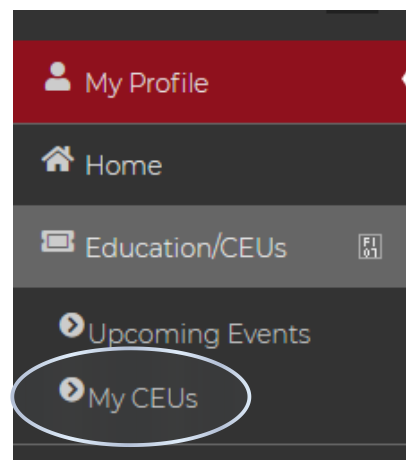 My Profile
Home
Education/CEUs
Upcoming Events
My CEUs